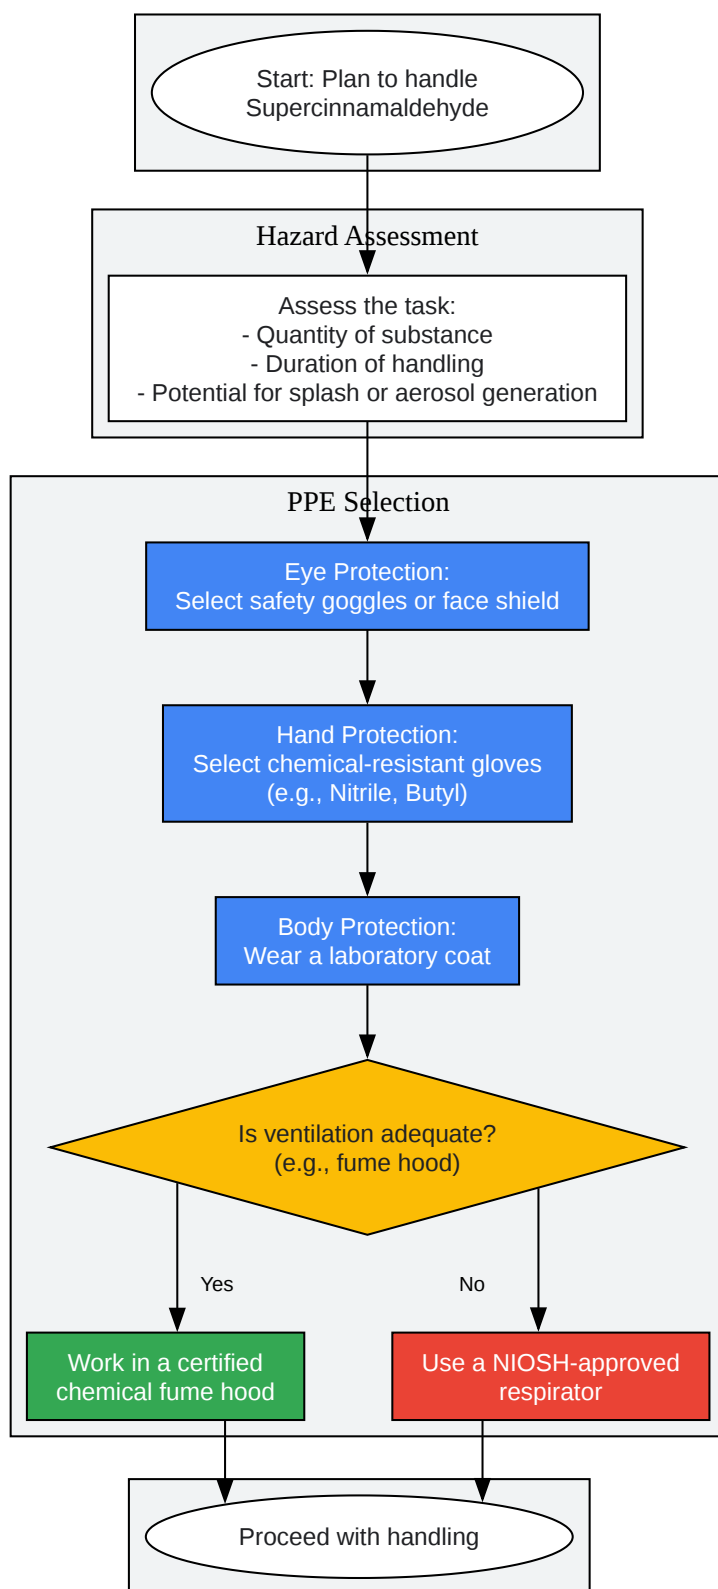 Start: Plan to handle
Supercinnamaldehyde
Hazard Assessment
Assess the task:
- Quantity of substance
- Duration of handling
- Potential for splash or aerosol generation
PPE Selection
Eye Protection:
Select safety goggles or face shield
Hand Protection:
Select chemical-resistant gloves
(e.g., Nitrile, Butyl)
Body Protection:
Wear a laboratory coat
Is ventilation adequate?
(e.g., fume hood)
Yes
No
Work in a certified
chemical fume hood
Use a NIOSH-approved
respirator
Proceed with handling